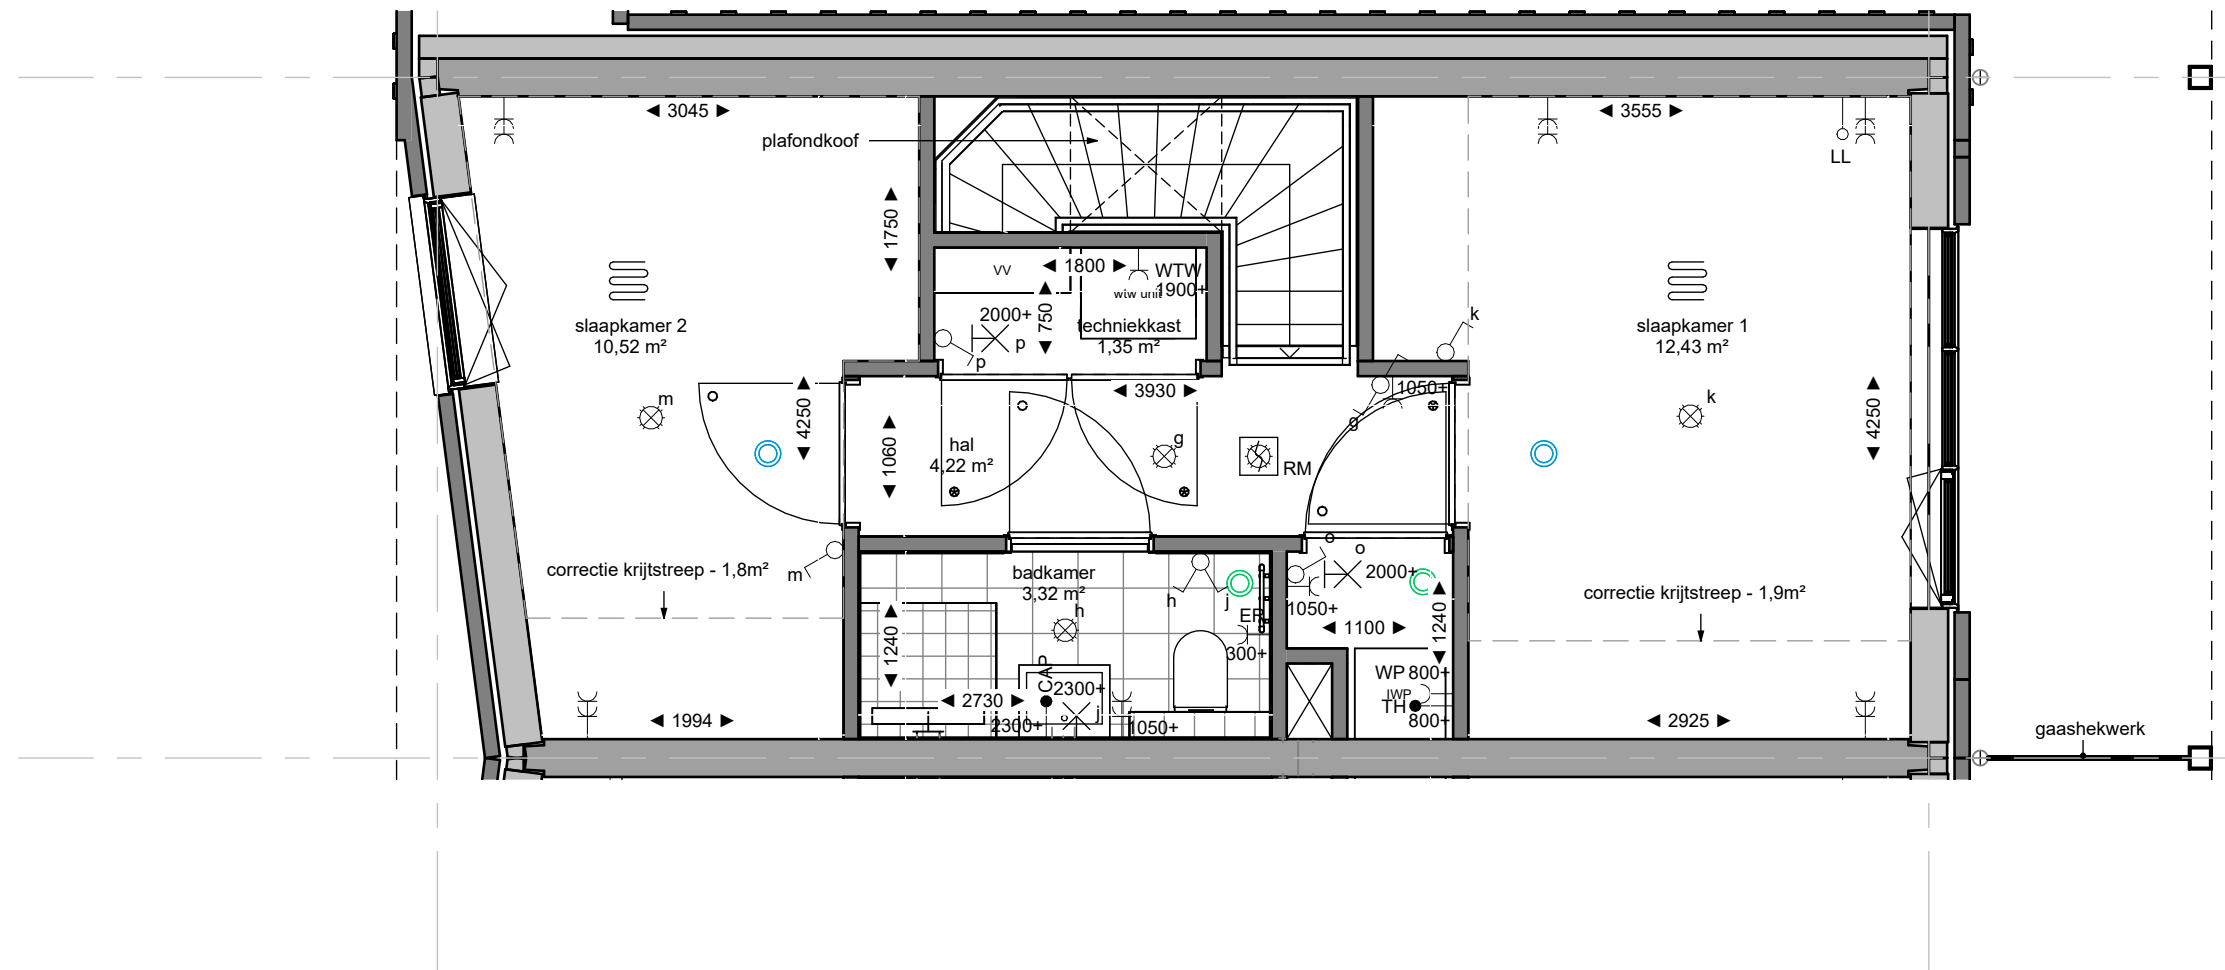 ◄ 3045 ►
◄ 3555 ►
plafondkoof
LL
◄ 1750 ►
VV
◄ 1800 ►
WTW
wtw unit
1900+
2000+
◄ 750 ►
p
p
techniekkast
1,35 m²
k
slaapkamer 2
10,52 m²
slaapkamer 1
12,43 m²
◄ 3930 ►
1050+
m
k
◄ 4250 ►
◄ 4250 ►
g
g
hal
4,22 m²
◄ 1060 ►
RM
o
o
correctie krijtstreep - 1,8m²
m
badkamer
3,32 m²
2000+
correctie krijtstreep - 1,9m²
h
h
j
1050+
ER
◄ 1100 ►
◄ 1240 ►
◄ 1240 ►
300+
CAP
2300+
WP 800+
IWP
TH
800+
◄ 2730 ►
j
2300+
1050+
◄ 1994 ►
◄ 2925 ►
gaashekwerk